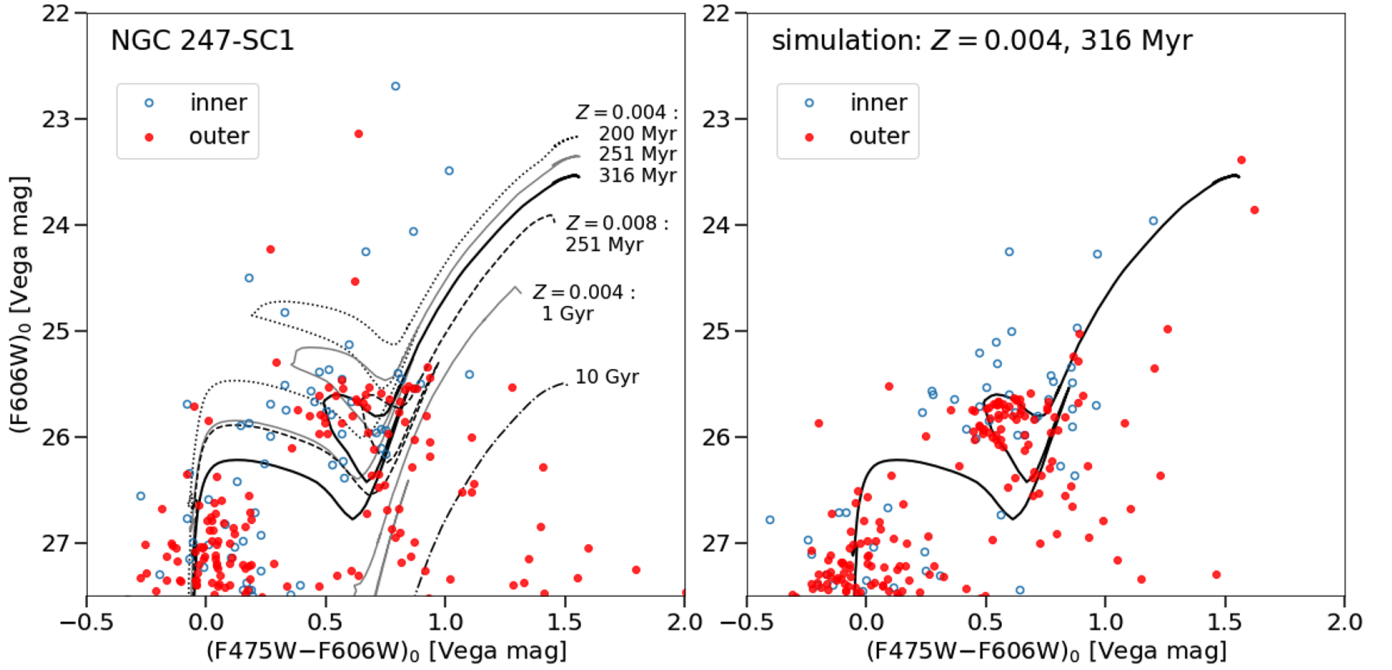 NGC 247-SC1
inner
outer
Z = 0.004 :
200 Myr
251 Myr
316 Myr
Z = 0.008 :
251 Myr
Z = 0.004 :
1 Gyr
10 Gyr
22
23
24
25
26
27
(F606W)₀ [Vega mag]
−0.5 0.0 0.5 1.0 1.5 2.0
(F475W−F606W)₀ [Vega mag]
simulation: Z = 0.004, 316 Myr
inner
outer
22
23
24
25
26
27
−0.5 0.0 0.5 1.0 1.5 2.0
(F475W−F606W)₀ [Vega mag]